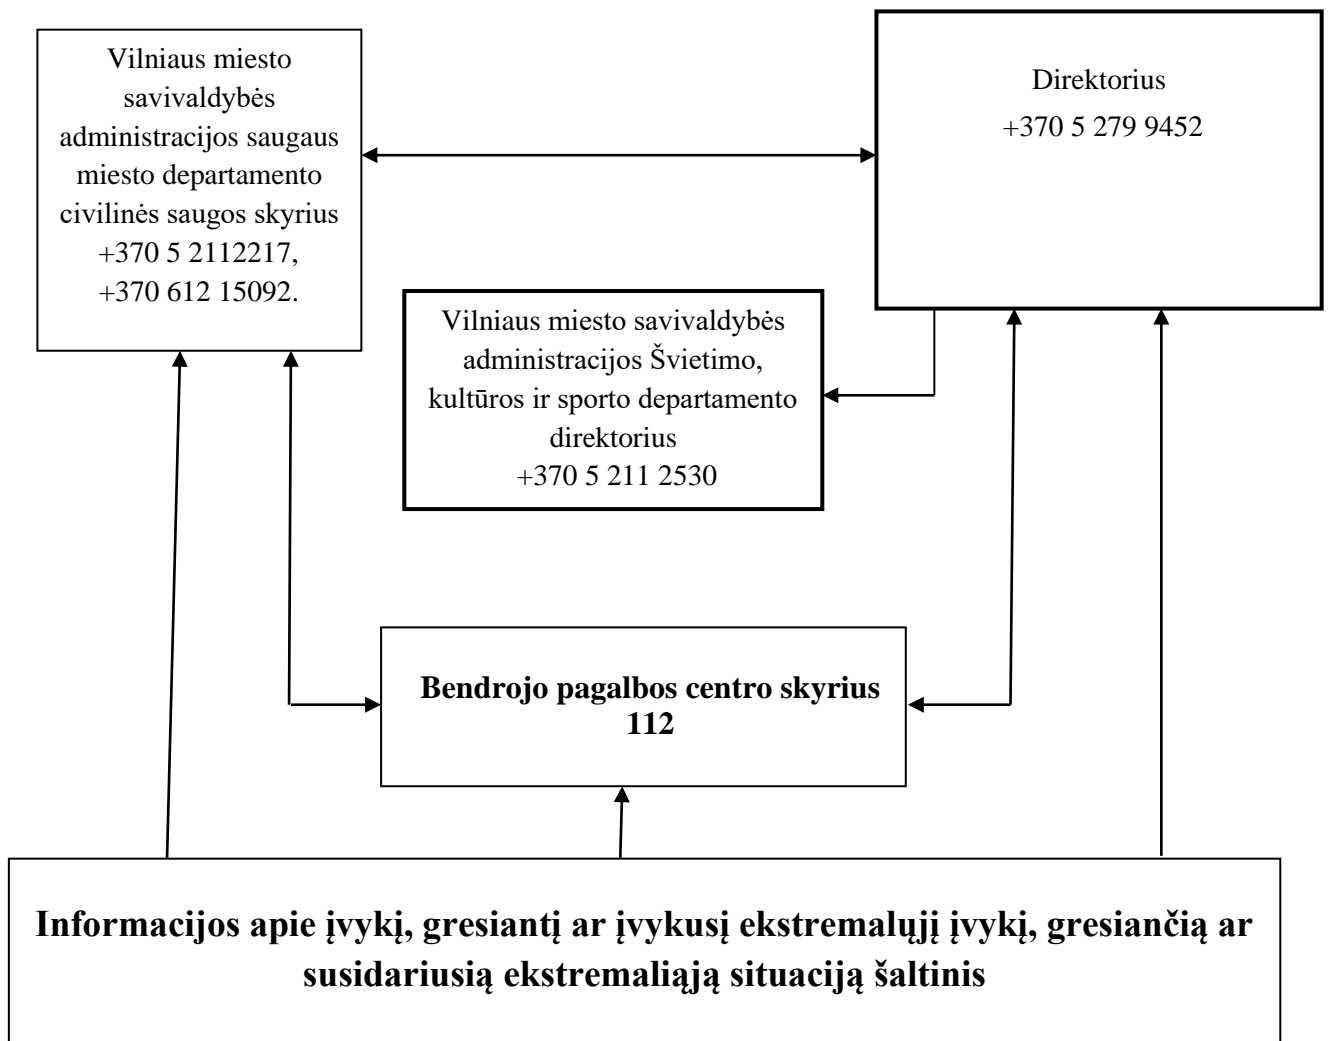 Vilniaus miesto
savivaldybės
administracijos saugaus
miesto departamento
civilinės saugos skyrius
+370 5 2112217,
+370 612 15092.
Direktorius
+370 5 279 9452
Vilniaus miesto savivaldybės
administracijos Švietimo,
kultūros ir sporto departamento
direktorius
+370 5 211 2530
Bendrojo pagalbos centro skyrius
112
Informacijos apie įvykį, gresiantį ar įvykusį ekstremalųjį įvykį, gresiančią ar
susidariusią ekstremaliąją situaciją šaltinis